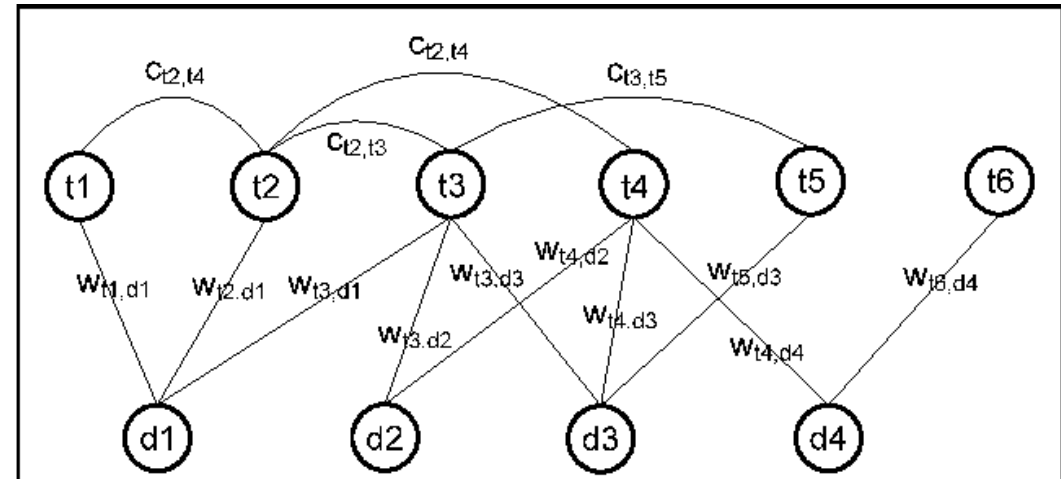 Ct2,t4
Ct2,t4
Ct3,t5
Ct2,t3
t1 t2 t3 t4 t5 t6
Wt1,d1 Wt2.d1 Wt3,d1 Wt3.d3 Wt4,d2 Wt5,d3 Wt6,d4
Wt3.d2 Wt4.d3 Wt4,d4
d1 d2 d3 d4